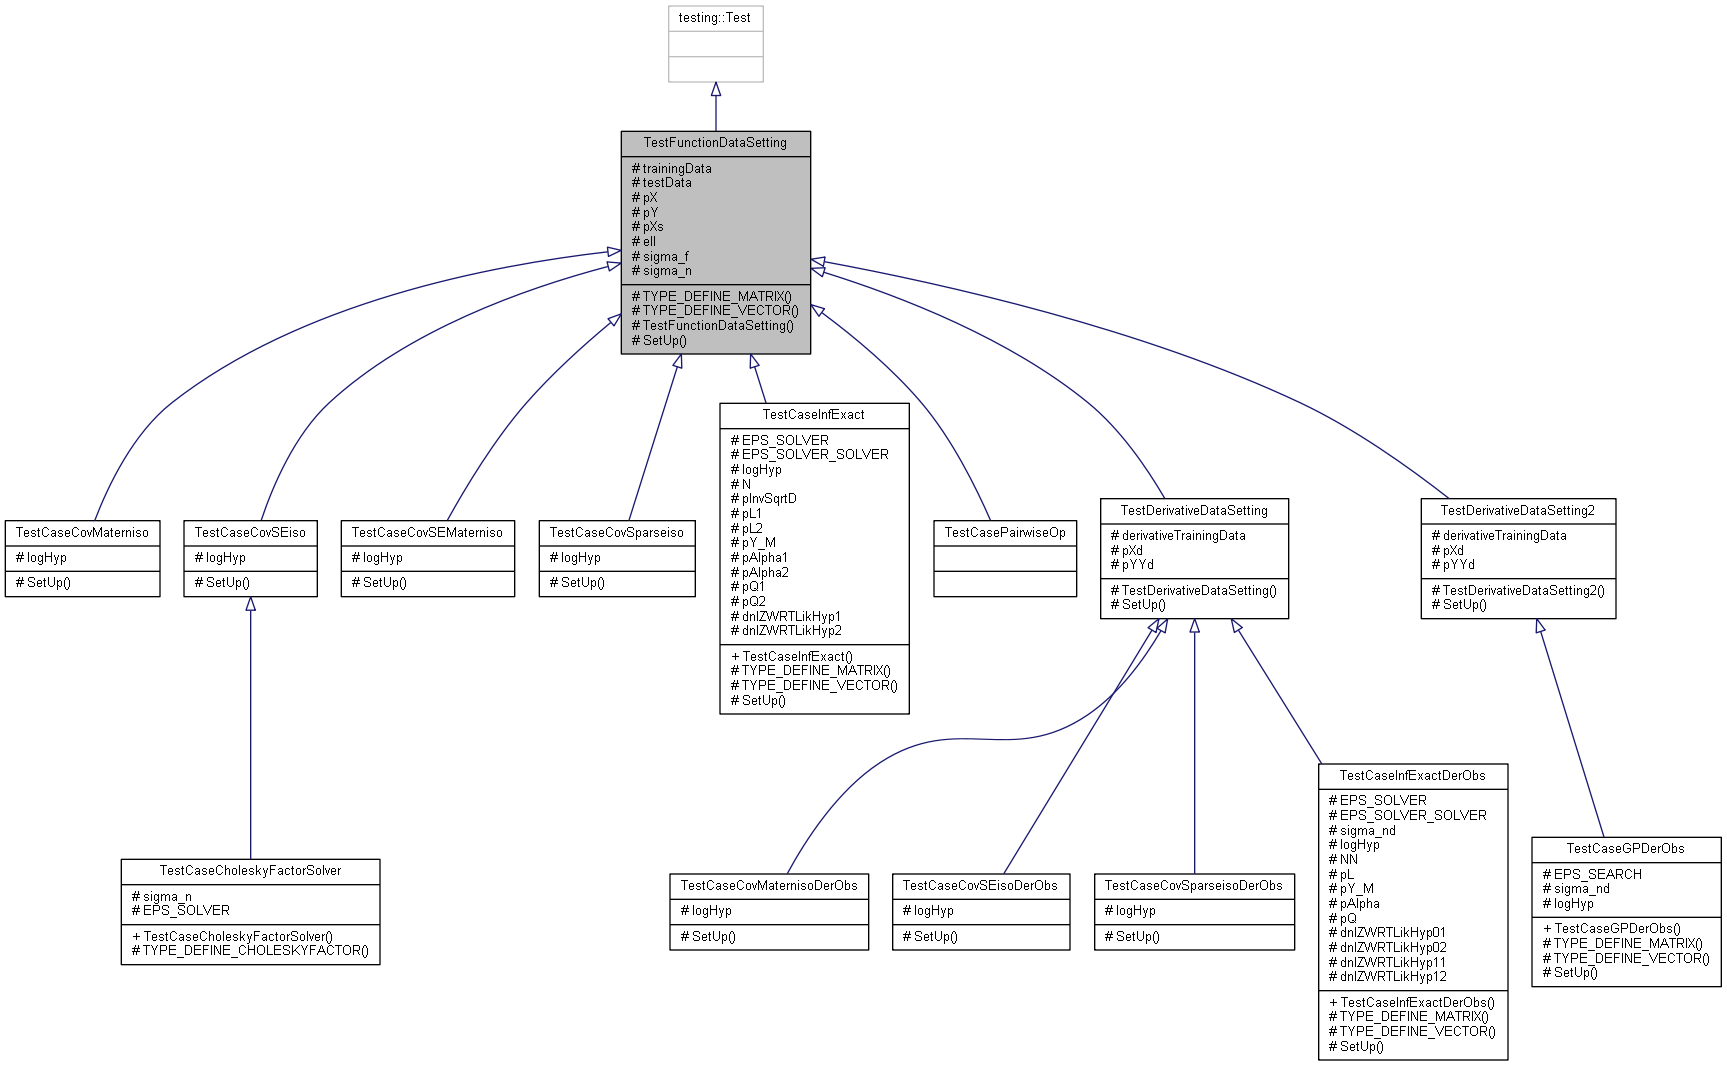 testing::Test
TestFunctionDataSetting
# trainingData
# testData
# pX
# pY
# pXs
# ell
# sigma_f
# sigma_n
# TYPE_DEFINE_MATRIX()
# TYPE_DEFINE_VECTOR()
# TestFunctionDataSetting()
# SetUp()
TestCaseCovMaterniso
# logHyp
# SetUp()
TestCaseCovSEiso
# logHyp
# SetUp()
TestCaseCovSEMaterniso
# logHyp
# SetUp()
TestCaseCovSparseiso
# logHyp
# SetUp()
TestCaseInfExact
# EPS_SOLVER
# EPS_SOLVER_SOLVER
# logHyp
# N
# pInvSqrtD
# pL1
# pL2
# pY_M
# pAlpha1
# pAlpha2
# pQ1
# pQ2
# dnlZWRTLikHyp1
# dnlZWRTLikHyp2
+ TestCaseInfExact()
# TYPE_DEFINE_MATRIX()
# TYPE_DEFINE_VECTOR()
# SetUp()
TestCasePairwiseOp
TestDerivativeDataSetting
# derivativeTrainingData
# pXd
# pYYd
# TestDerivativeDataSetting()
# SetUp()
TestDerivativeDataSetting2
# derivativeTrainingData
# pXd
# pYYd
# TestDerivativeDataSetting2()
# SetUp()
TestCaseCholeskyFactorSolver
# sigma_n
# EPS_SOLVER
+ TestCaseCholeskyFactorSolver()
# TYPE_DEFINE_CHOLESKYFACTOR()
TestCaseCovMaternisoDerObs
# logHyp
# SetUp()
TestCaseCovSEisoDerObs
# logHyp
# SetUp()
TestCaseCovSparseisoDerObs
# logHyp
# SetUp()
TestCaseInfExactDerObs
# EPS_SOLVER
# EPS_SOLVER_SOLVER
# sigma_nd
# logHyp
# NN
# pL
# pY_M
# pAlpha
# pQ
# dnlZWRTLikHyp01
# dnlZWRTLikHyp02
# dnlZWRTLikHyp11
# dnlZWRTLikHyp12
+ TestCaseInfExactDerObs()
# TYPE_DEFINE_MATRIX()
# TYPE_DEFINE_VECTOR()
# SetUp()
TestCaseGPDerObs
# EPS_SEARCH
# sigma_nd
# logHyp
+ TestCaseGPDerObs()
# TYPE_DEFINE_MATRIX()
# TYPE_DEFINE_VECTOR()
# SetUp()